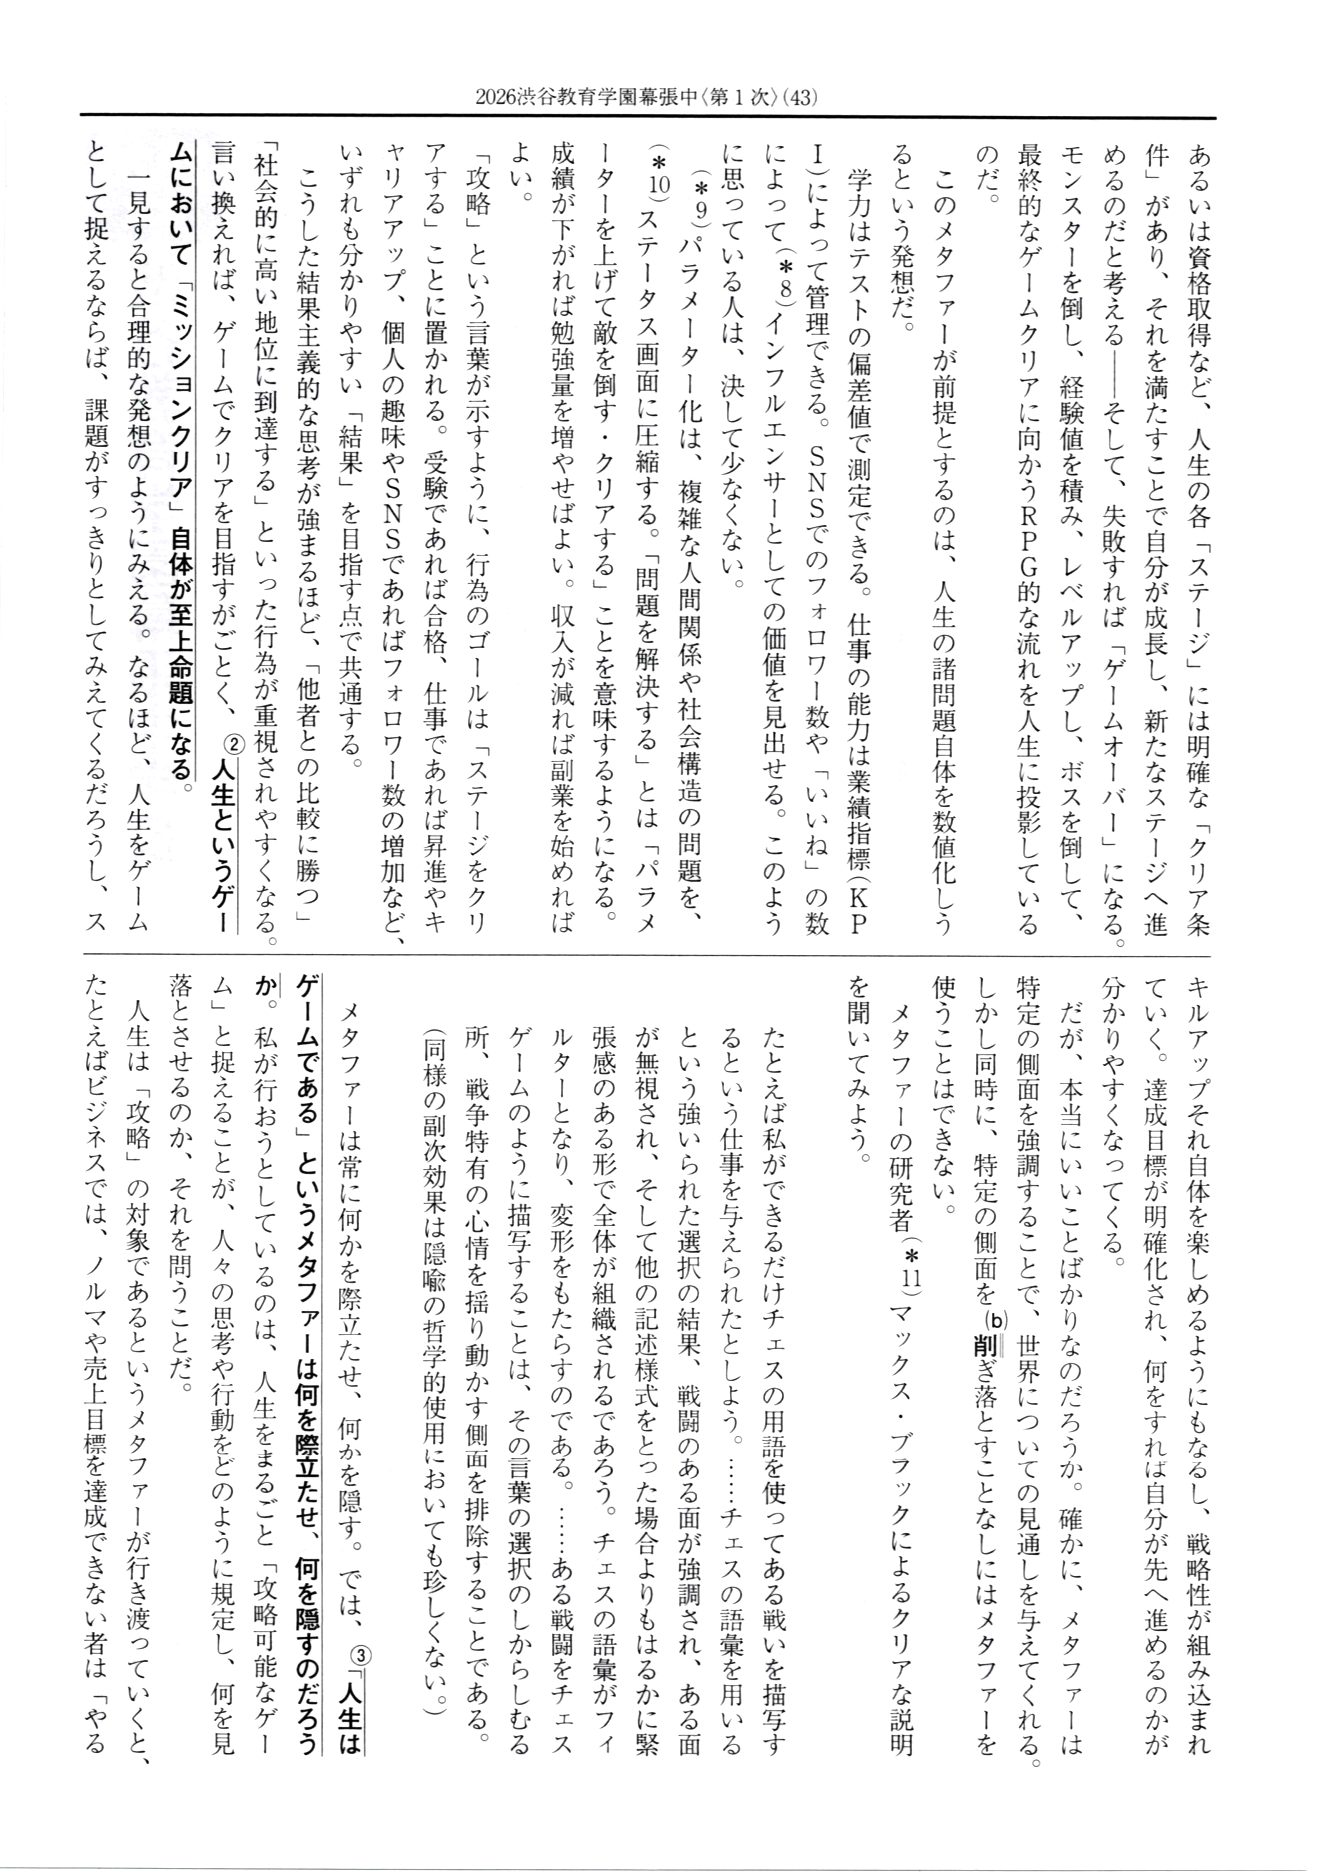 2026渋谷教育学園幕張中〈第1次〉(43)
あるいは資格取得など、人生の各「ステージ」には明確な「クリア条
件」があり、それを満たすことで自分が成長し、新たなステージへ進
めるのだと考える――そして、失敗すれば「ゲームオーバー」になる。
モンスターを倒し、経験値を積み、レベルアップし、ボスを倒して、
最終的なゲームクリアに向かうRPG的な流れを人生に投影している
のだ。
このメタファーが前提とするのは、人生の諸問題自体を数値化しう
るという発想だ。
学力はテストの偏差値で測定できる。仕事の能力は業績指標(KP
I)によって管理できる。SNSでのフォロワー数や「いいね」の数
によって(＊8)インフルエンサーとしての価値を見出せる。このよう
に思っている人は、決して少なくない。
(＊9)パラメーター化は、複雑な人間関係や社会構造の問題を、
(＊10)ステータス画面に圧縮する。「問題を解決する」とは「パラメ
ーターを上げて敵を倒す・クリアする」ことを意味するようになる。
成績が下がれば勉強量を増やせばよい。収入が減れば副業を始めれば
よい。
「攻略」という言葉が示すように、行為のゴールは「ステージをクリ
アする」ことに置かれる。受験であれば合格、仕事であれば昇進やキ
ャリアアップ、個人の趣味やSNSであればフォロワー数の増加など、
いずれも分かりやすい「結果」を目指す点で共通する。
こうした結果主義的な思考が強まるほど、「他者との比較に勝つ」
「社会的に高い地位に到達する」といった行為が重視されやすくなる。
言い換えれば、ゲームでクリアを目指すがごとく、②人生というゲー
ムにおいて「ミッションクリア」自体が至上命題になる。
一見すると合理的な発想のようにみえる。なるほど、人生をゲーム
として捉えるならば、課題がすっきりとしてみえてくるだろうし、ス
キルアップそれ自体を楽しめるようにもなるし、戦略性が組み込まれ
ていく。達成目標が明確化され、何をすれば自分が先へ進めるのかが
分かりやすくなってくる。
だが、本当にいいことばかりなのだろうか。確かに、メタファーは
特定の側面を強調することで、世界についての見通しを与えてくれる。
しかし同時に、特定の側面を(b)削ぎ落とすことなしにはメタファーを
使うことはできない。
メタファーの研究者(＊11)マックス・ブラックによるクリアな説明
を聞いてみよう。
たとえば私ができるだけチェスの用語を使ってある戦いを描写す
るという仕事を与えられたとしよう。……チェスの語彙を用いる
という強いられた選択の結果、戦闘のある面が強調され、ある面
が無視され、そして他の記述様式をとった場合よりもはるかに緊
張感のある形で全体が組織されるであろう。チェスの語彙がフィ
ルターとなり、変形をもたらすのである。……ある戦闘をチェス
ゲームのように描写することは、その言葉の選択のしからしむる
所、戦争特有の心情を揺り動かす側面を排除することである。
(同様の副次効果は隠喩の哲学的使用においても珍しくない。)
メタファーは常に何かを際立たせ、何かを隠す。では、③「人生は
ゲームである」というメタファーは何を際立たせ、何を隠すのだろう
か。私が行おうとしているのは、人生をまるごと「攻略可能なゲー
ム」と捉えることが、人々の思考や行動をどのように規定し、何を見
落とさせるのか、それを問うことだ。
人生は「攻略」の対象であるというメタファーが行き渡っていくと、
たとえばビジネスでは、ノルマや売上目標を達成できない者は「やる